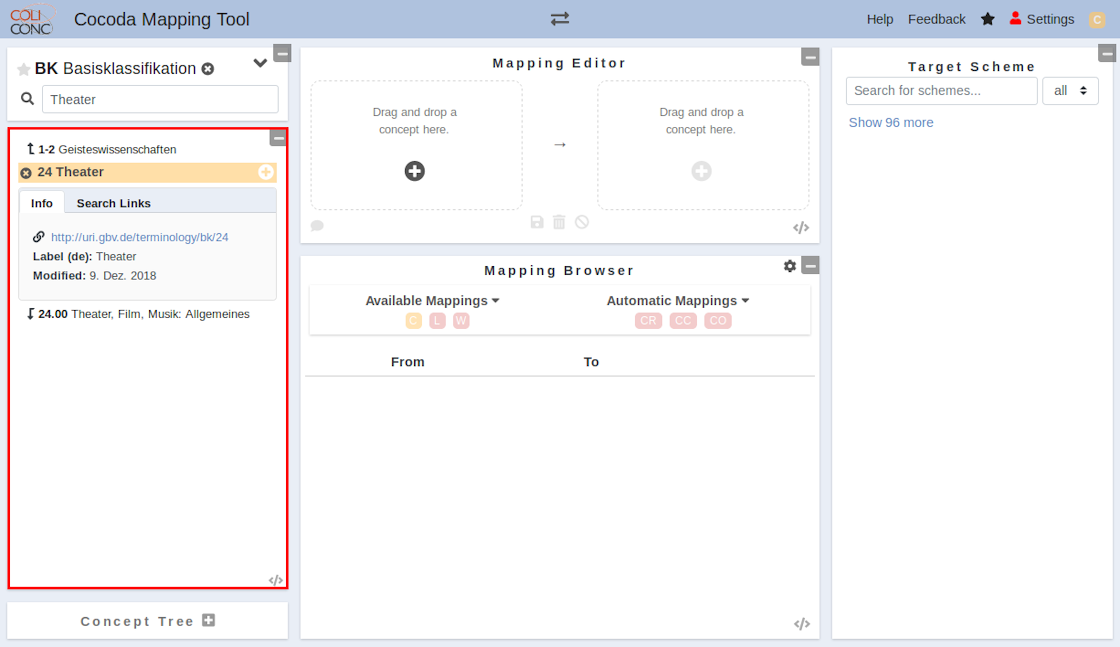 COLI
CONC
Cocoda Mapping Tool
Help Feedback Settings C
BK Basisklassifikation
Theater
1-2 Geisteswissenschaften
24 Theater
Info Search Links
http://uri.gbv.de/terminology/bk/24
Label (de): Theater
Modified: 9. Dez. 2018
24.00 Theater, Film, Musik: Allgemeines
</>
Concept Tree
Mapping Editor
Drag and drop a
concept here.
→
Drag and drop a
concept here.
</>
Mapping Browser
Available Mappings Automatic Mappings
C L W CR CC CO
From To
</>
Target Scheme
Search for schemes... all
Show 96 more